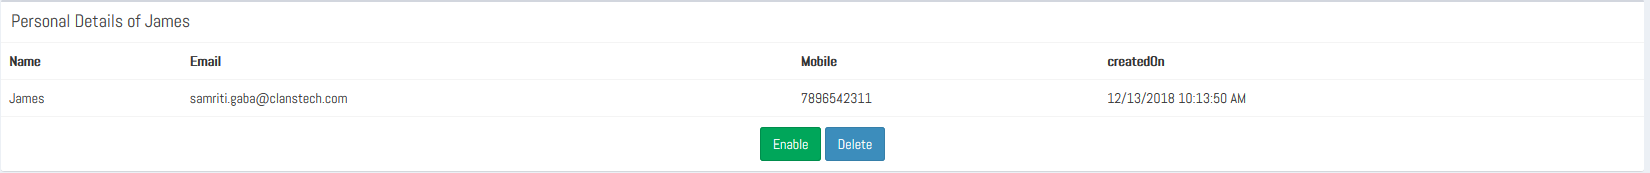 Personal Details of James
Name Email Mobile createdOn
James samriti.gaba@clanstech.com 7896542311 12/13/2018 10:13:50 AM
Enable Delete